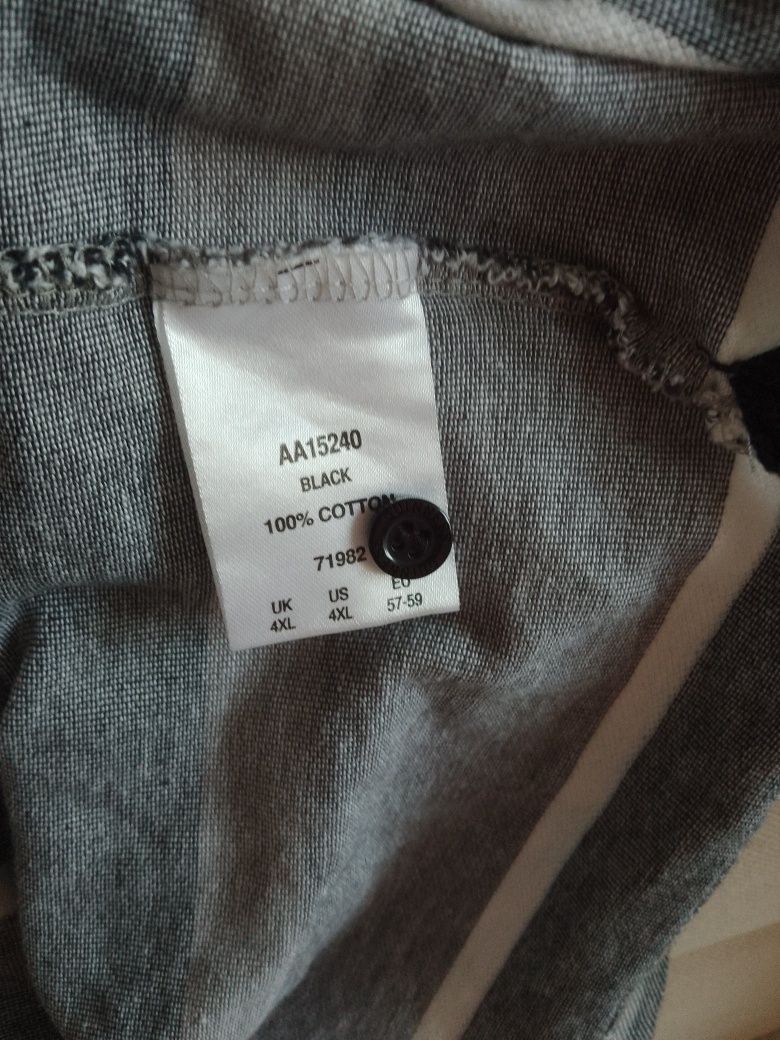 AA15240
BLACK
100% COTTON
71982
UK US EU
4XL 4XL 57-59